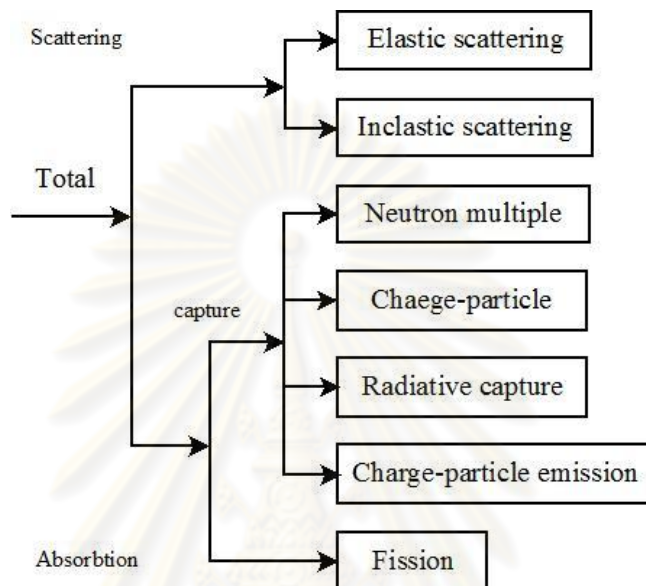 Scattering
Elastic scattering
Inclastic scattering
Total
Neutron multiple
capture
Chaege-particle
Radiative capture
Charge-particle emission
Absorbtion
Fission